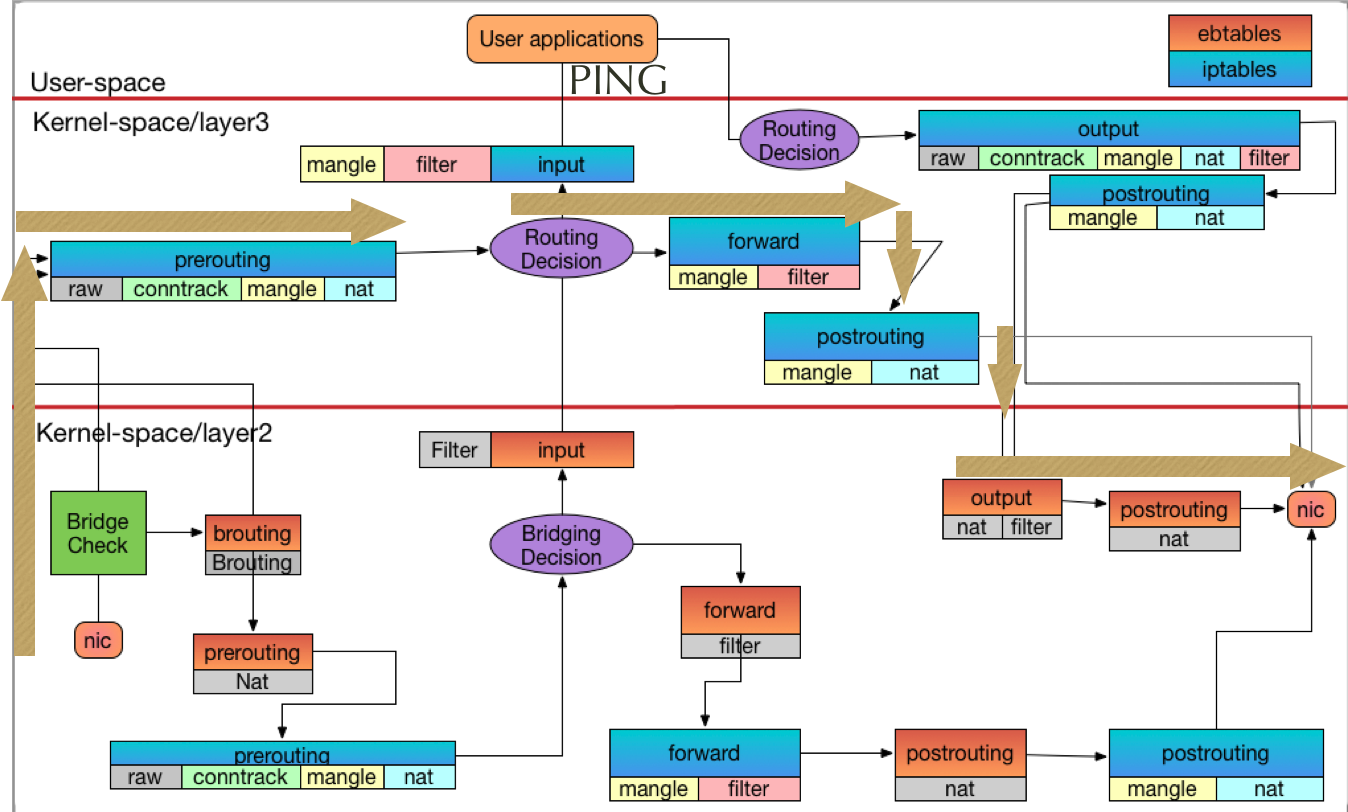 User applications
ebtables
iptables
PING
User-space
Kernel-space/layer3
Routing
Decision
output
raw conntrack mangle nat filter
mangle filter input
postrouting
mangle nat
prerouting
raw conntrack mangle nat
Routing
Decision
forward
mangle filter
postrouting
mangle nat
Kernel-space/layer2
Filter input
Bridge
Check
brouting
Brouting
Bridging
Decision
output
nat filter
postrouting
nat
nic
nic
prerouting
Nat
forward
filter
prerouting
raw conntrack mangle nat
forward
mangle filter
postrouting
nat
postrouting
mangle nat